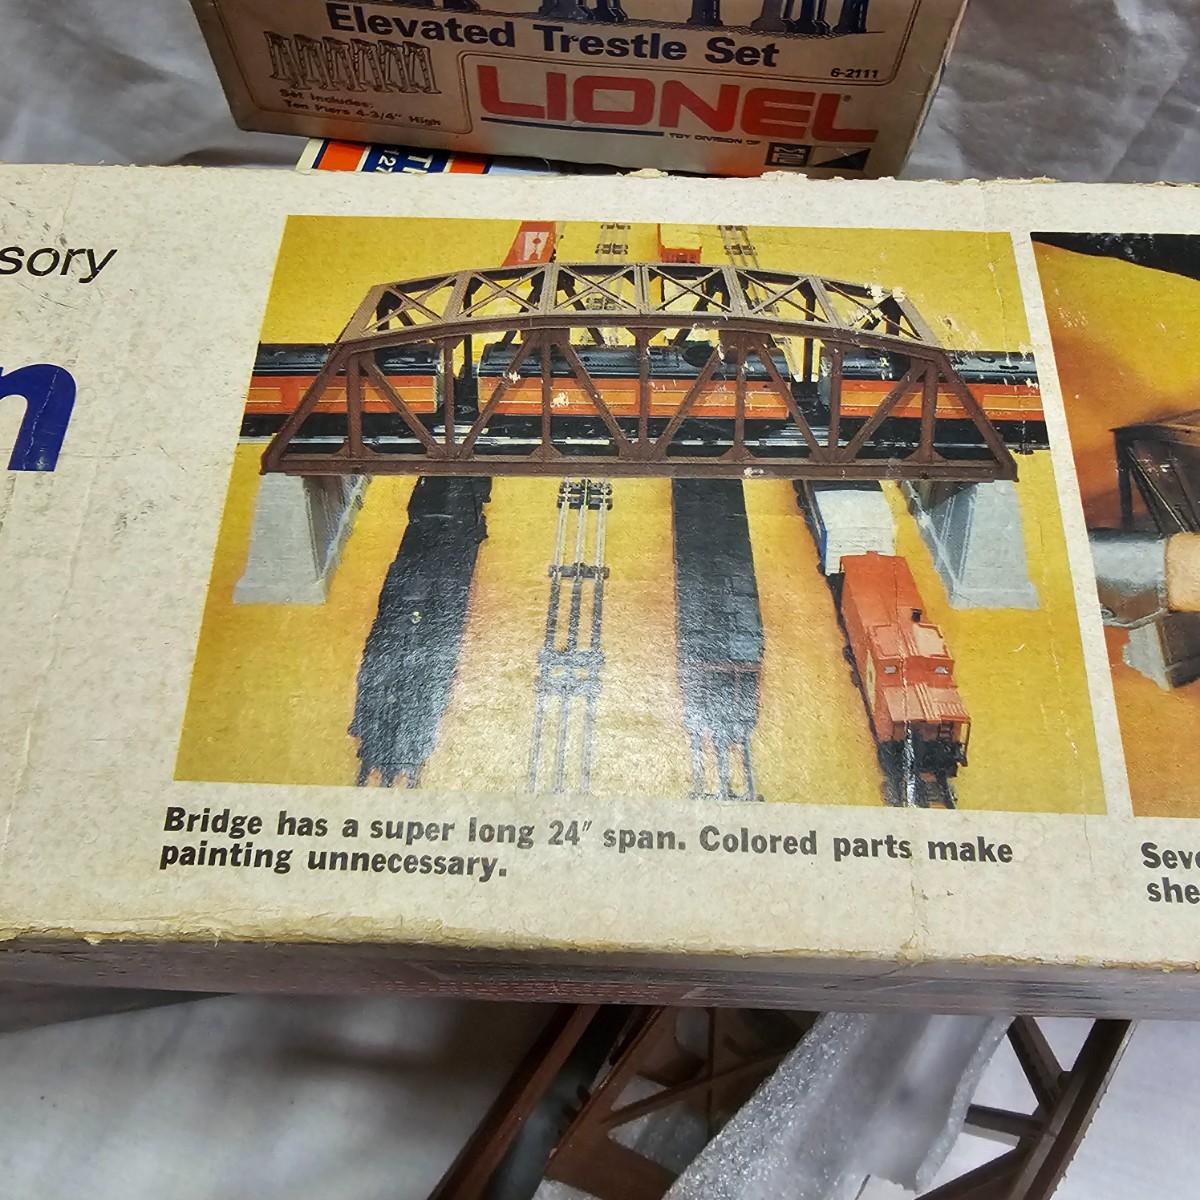 Elevated Trestle Set
6-2111
Set Includes:
Ten Piers 4-3/4" High
LIONEL®
TOY DIVISION OF
sory
n
Bridge has a super long 24" span. Colored parts make
painting unnecessary.
Seve
she